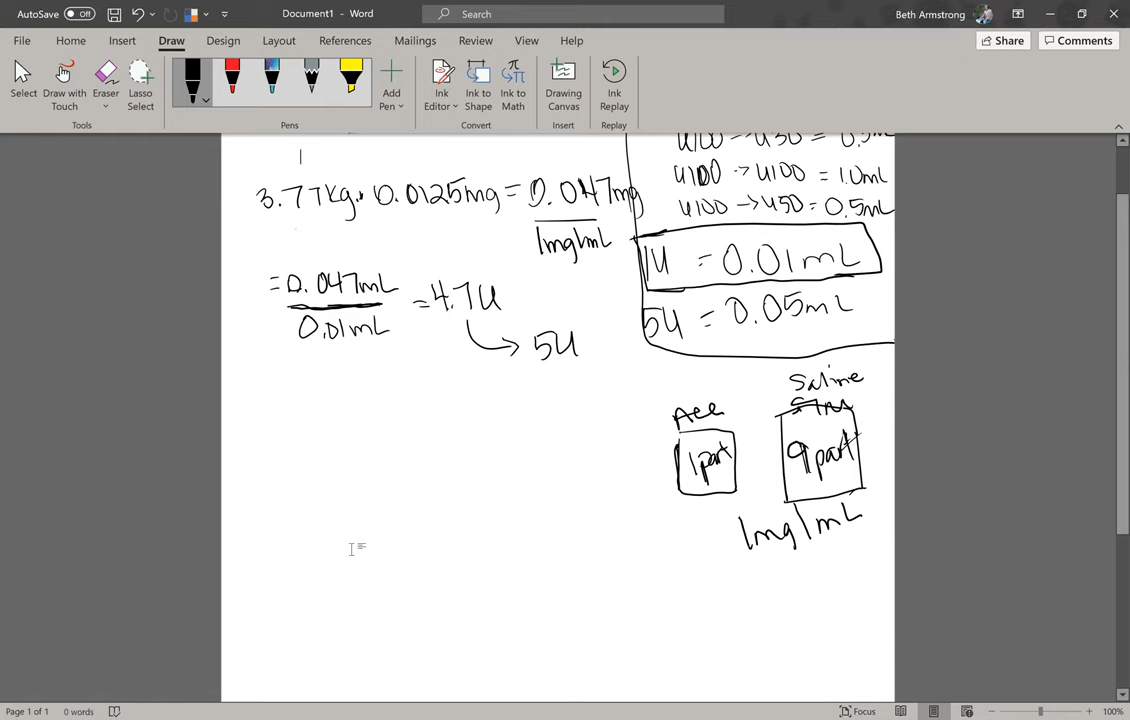 AutoSave Off Document1 - Word Search Beth Armstrong
File Home Insert Draw Design Layout References Mailings Review View Help Share Comments
Select Draw with Touch Eraser Lasso Select Add Pen Ink Editor Ink to Shape Ink to Math Drawing Canvas Ink Replay
Tools Pens Convert Insert Replay
U100 → U50 = 0.5mL
U100 → U100 = 1.0mL
U100 → U50 = 0.5mL
3.77kg · 0.0125mg = 0.047mg
1mg/mL
1U = 0.01mL
= 0.047mL = 4.7U
0.01mL
5U
5U = 0.05mL
Saline
Ace
1part
9part
1mg/mL
Page 1 of 1 0 words Focus 100%